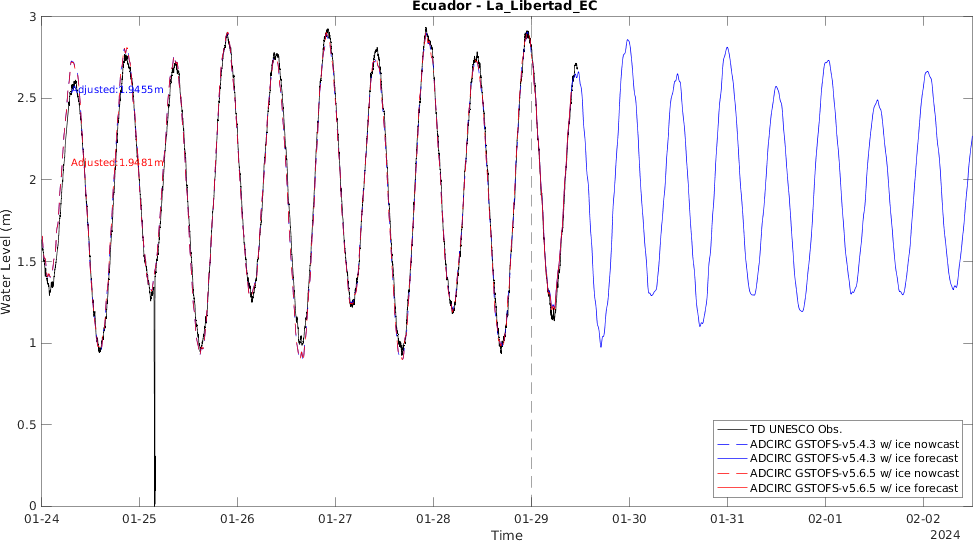 Ecuador - La_Libertad_EC
Water Level (m)
3
2.5
2
1.5
1
0.5
0
Adjusted:1.9455m
Adjusted:1.9481m
TD UNESCO Obs.
ADCIRC GSTOFS-v5.4.3 w/ ice nowcast
ADCIRC GSTOFS-v5.4.3 w/ ice forecast
ADCIRC GSTOFS-v5.6.5 w/ ice nowcast
ADCIRC GSTOFS-v5.6.5 w/ ice forecast
01-24 01-25 01-26 01-27 01-28 01-29 01-30 01-31 02-01 02-02
Time
2024